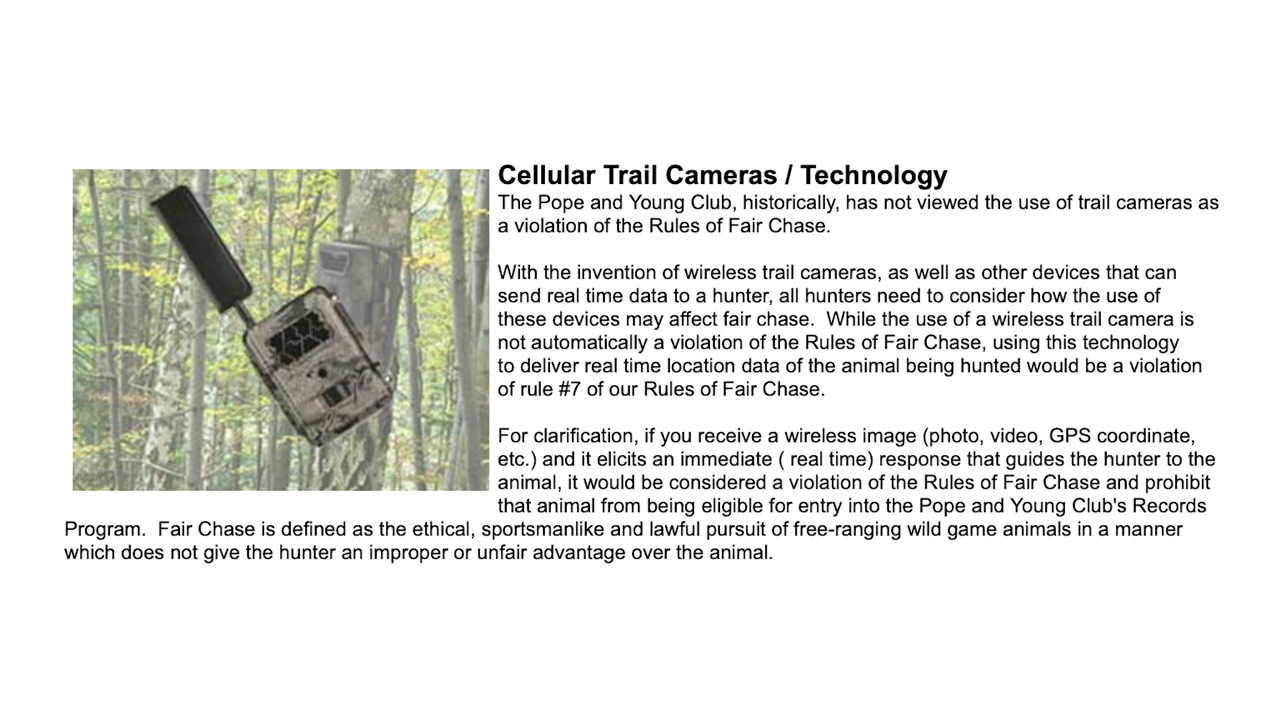 Cellular Trail Cameras / Technology
The Pope and Young Club, historically, has not viewed the use of trail cameras as
a violation of the Rules of Fair Chase.
With the invention of wireless trail cameras, as well as other devices that can
send real time data to a hunter, all hunters need to consider how the use of
these devices may affect fair chase.  While the use of a wireless trail camera is
not automatically a violation of the Rules of Fair Chase, using this technology
to deliver real time location data of the animal being hunted would be a violation
of rule #7 of our Rules of Fair Chase.
For clarification, if you receive a wireless image (photo, video, GPS coordinate,
etc.) and it elicits an immediate ( real time) response that guides the hunter to the
animal, it would be considered a violation of the Rules of Fair Chase and prohibit
that animal from being eligible for entry into the Pope and Young Club's Records
Program.  Fair Chase is defined as the ethical, sportsmanlike and lawful pursuit of free-ranging wild game animals in a manner
which does not give the hunter an improper or unfair advantage over the animal.